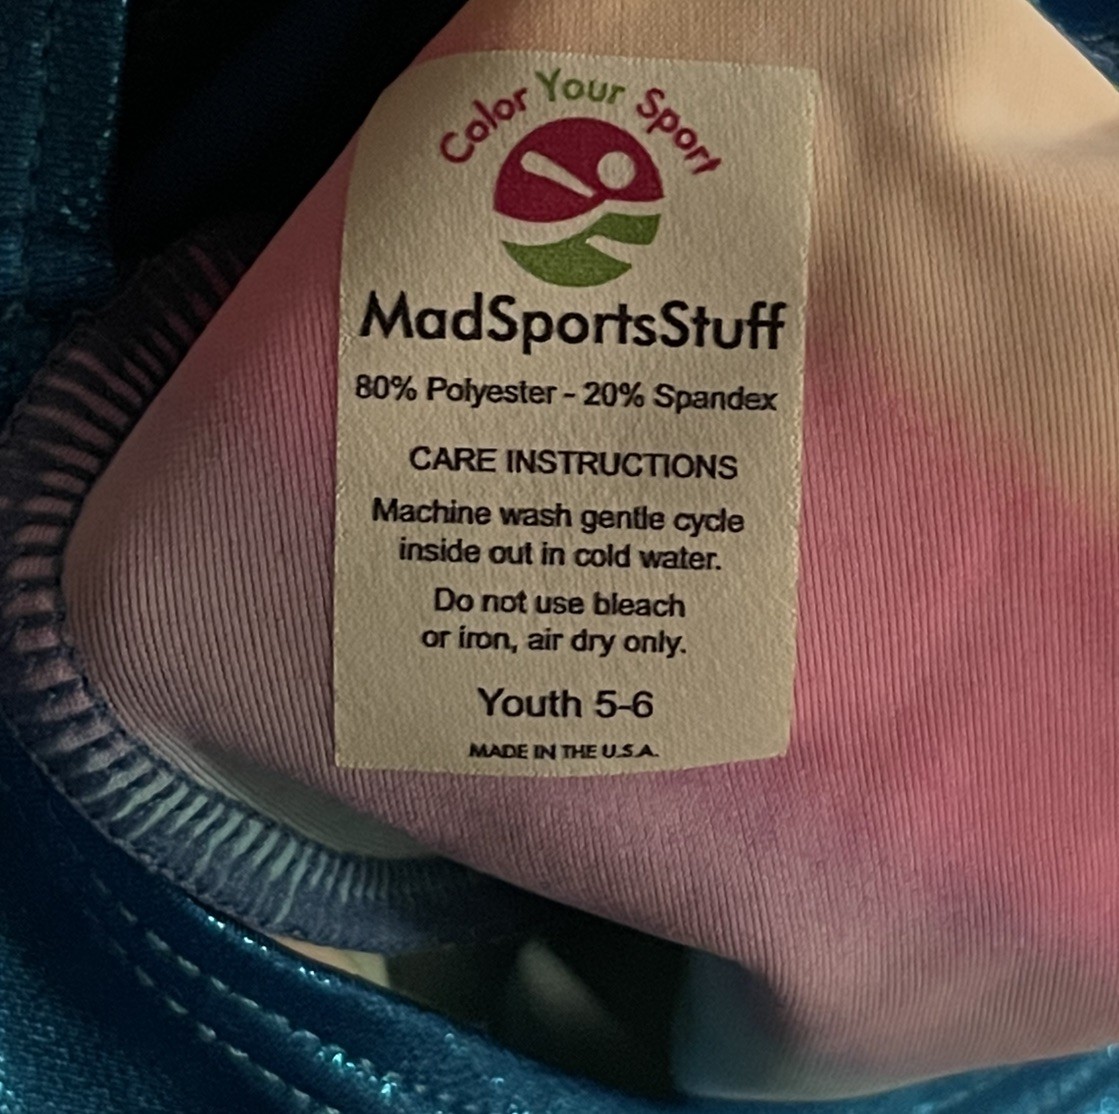 Color Your Sport
MadSportsStuff
80% Polyester - 20% Spandex
CARE INSTRUCTIONS
Machine wash gentle cycle
inside out in cold water.
Do not use bleach
or iron, air dry only.
Youth 5-6
MADE IN THE U.S.A.